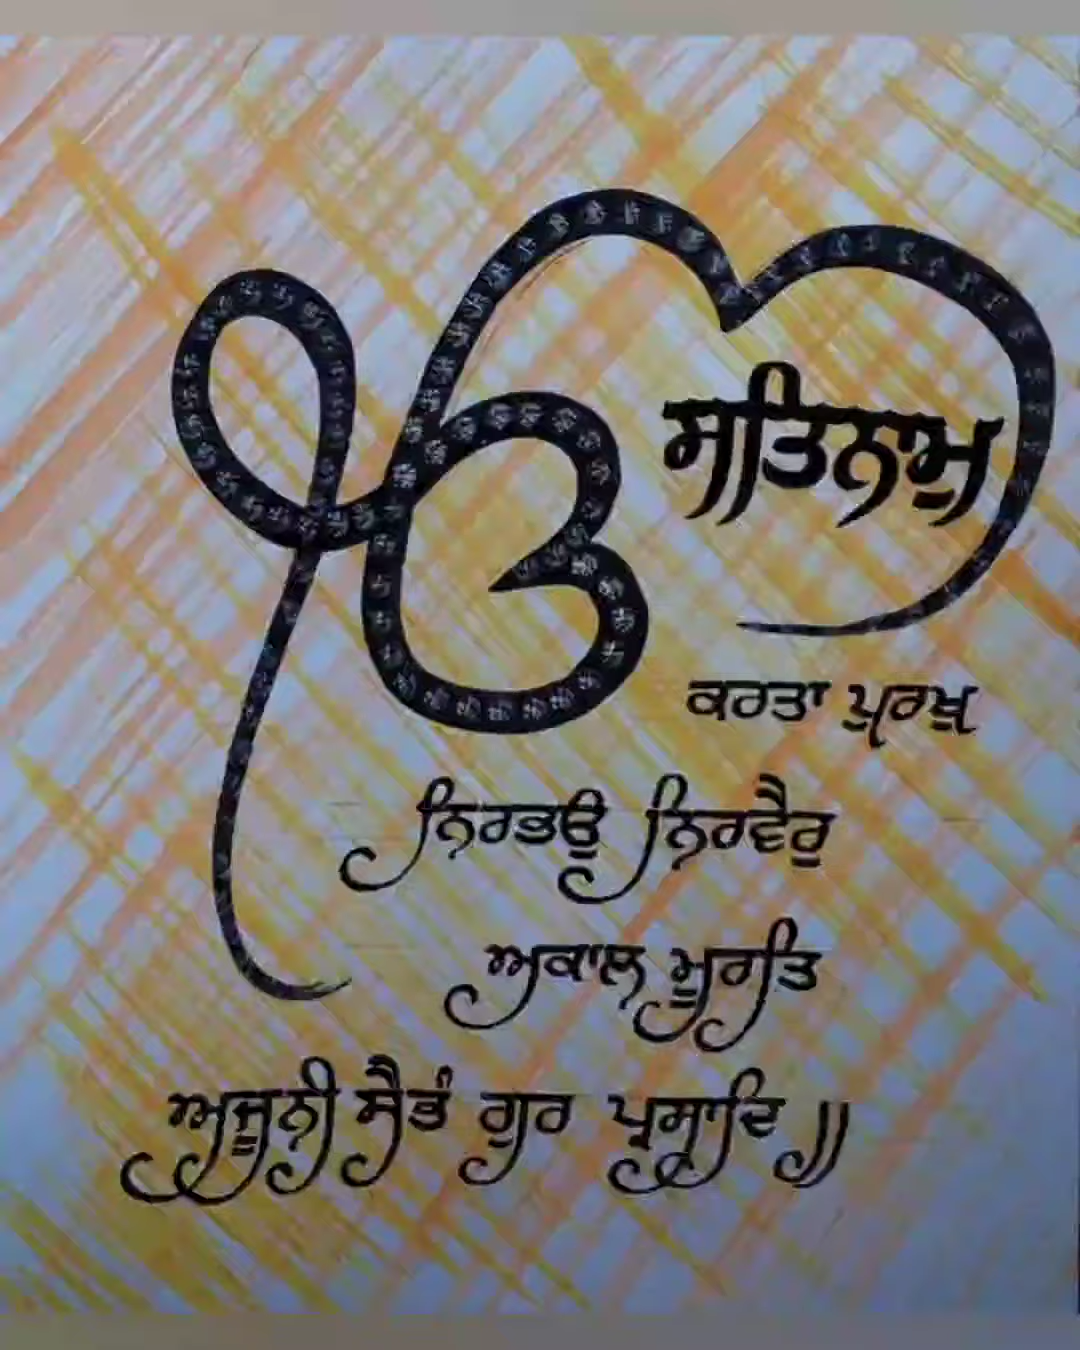 ੴ
ਸਤਿਨਾਮੁ
ਕਰਤਾ ਪੁਰਖੁ
ਨਿਰਭਉ ਨਿਰਵੈਰੁ
ਅਕਾਲ ਮੂਰਤਿ
ਅਜੂਨੀ ਸੈਭੰ ਗੁਰ ਪ੍ਰਸਾਦਿ ॥